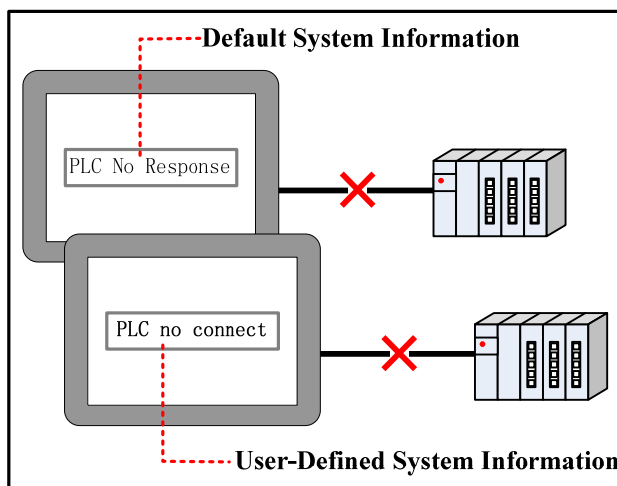 Default System Information
PLC No Response
PLC no connect
User-Defined System Information